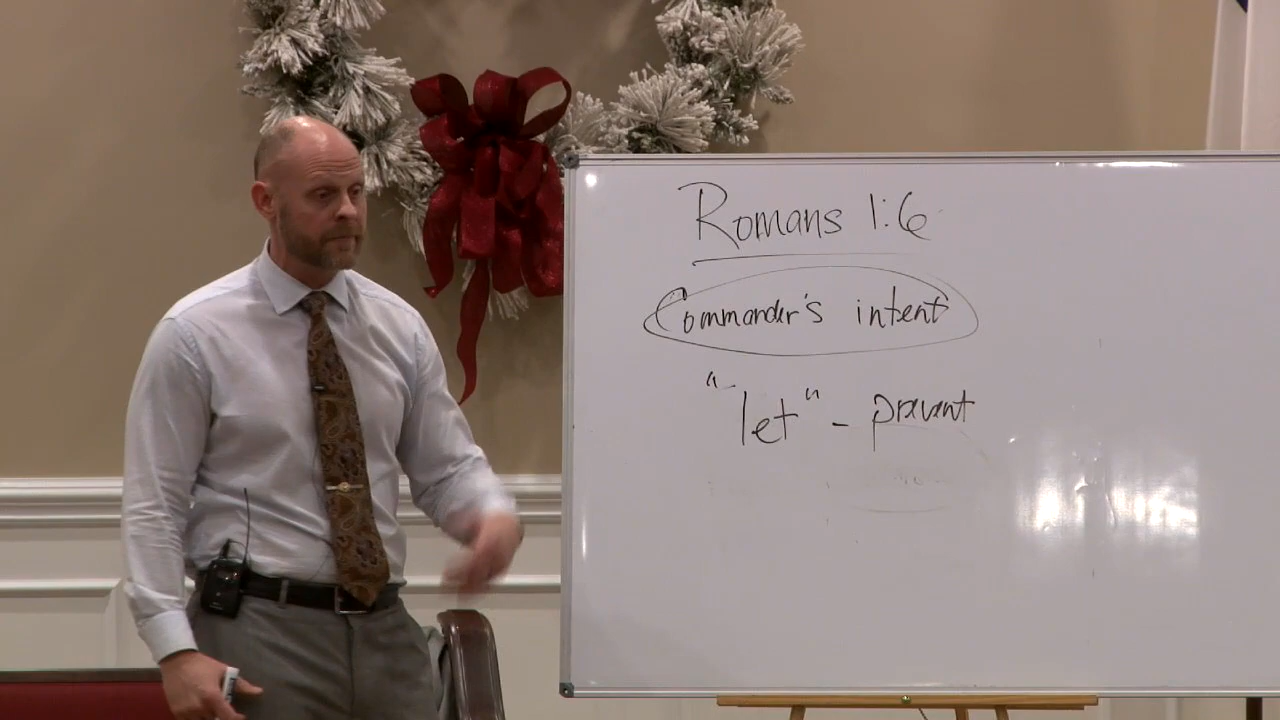 Romans 1:6
Commander's intent
"let" - prevent